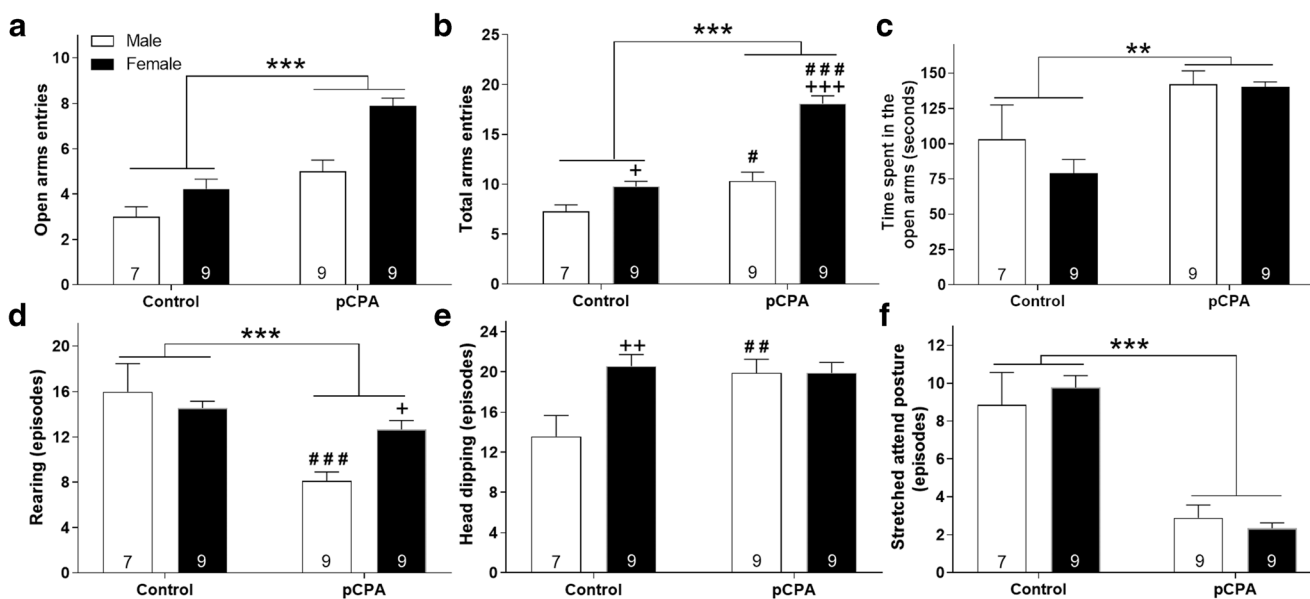 a
Male
Female
Open arms entries
10
8
6
4
2
0
***
7
9
9
9
Control
pCPA
b
Total arms entries
25
20
15
10
5
0
***
+
#
###
+++
7
9
9
9
Control
pCPA
c
Time spent in the
open arms (seconds)
150
125
100
75
50
25
0
**
7
9
9
9
Control
pCPA
d
Rearing (episodes)
20
16
12
8
4
0
***
###
+
7
9
9
9
Control
pCPA
e
Head dipping (episodes)
24
20
16
12
8
4
0
++
##
7
9
9
9
Control
pCPA
f
Stretched attend posture
(episodes)
12
10
8
6
4
2
0
***
7
9
9
9
Control
pCPA